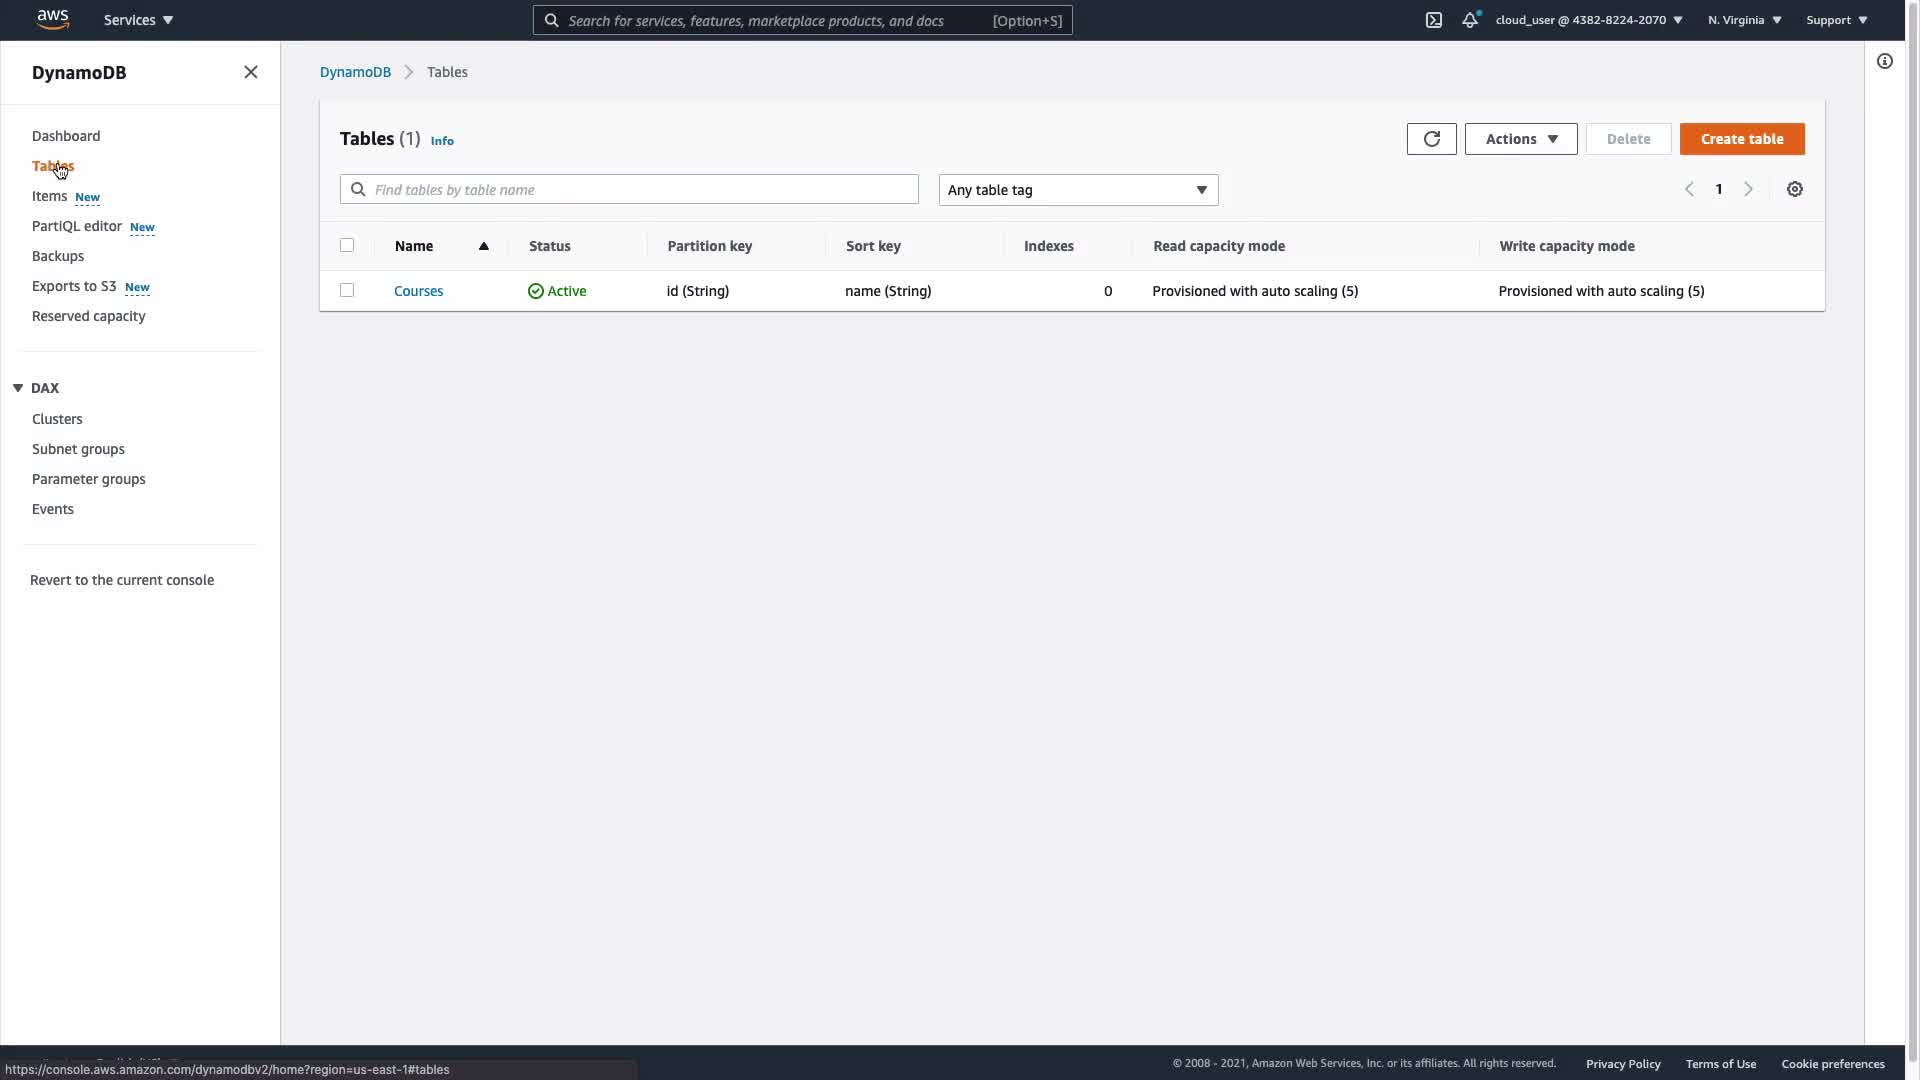 aws Services Search for services, features, marketplace products, and docs [Option+S] cloud_user @ 4382-8224-2070 N. Virginia Support
DynamoDB
Dashboard
Tables
Items New
PartiQL editor New
Backups
Exports to S3 New
Reserved capacity
DAX
Clusters
Subnet groups
Parameter groups
Events
Revert to the current console
DynamoDB Tables
Tables (1) Info Actions Delete Create table
Find tables by table name Any table tag 1
Name Status Partition key Sort key Indexes Read capacity mode Write capacity mode
Courses Active id (String) name (String) 0 Provisioned with auto scaling (5) Provisioned with auto scaling (5)
© 2008 - 2021, Amazon Web Services, Inc. or its affiliates. All rights reserved. Privacy Policy Terms of Use Cookie preferences
https://console.aws.amazon.com/dynamodbv2/home?region=us-east-1#tables